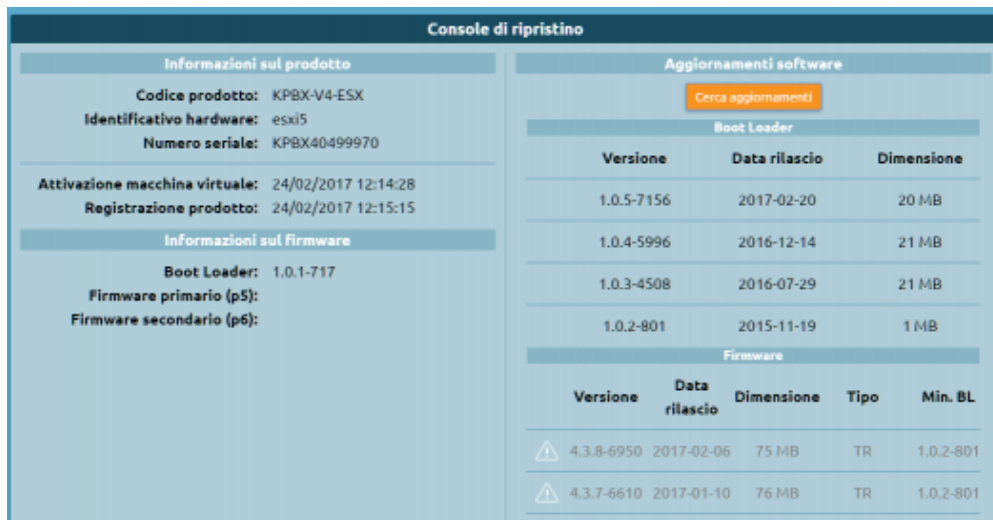 Console di ripristino
Informazioni sul prodotto
Codice prodotto: KPBX-V4-ESX
Identificativo hardware: esxi5
Numero seriale: KPBX40499970
Attivazione macchina virtuale: 24/02/2017 12:14:28
Registrazione prodotto: 24/02/2017 12:15:15
Informazioni sul firmware
Boot Loader: 1.0.1-717
Firmware primario (p5):
Firmware secondario (p6):
Aggiornamenti software
Cerca aggiornamenti
Boot Loader
Versione Data rilascio Dimensione
1.0.5-7156 2017-02-20 20 MB
1.0.4-5996 2016-12-14 21 MB
1.0.3-4508 2016-07-29 21 MB
1.0.2-801 2015-11-19 1 MB
Firmware
Versione Data rilascio Dimensione Tipo Min. BL
4.3.8-6950 2017-02-06 75 MB TR 1.0.2-801
4.3.7-6610 2017-01-10 76 MB TR 1.0.2-801